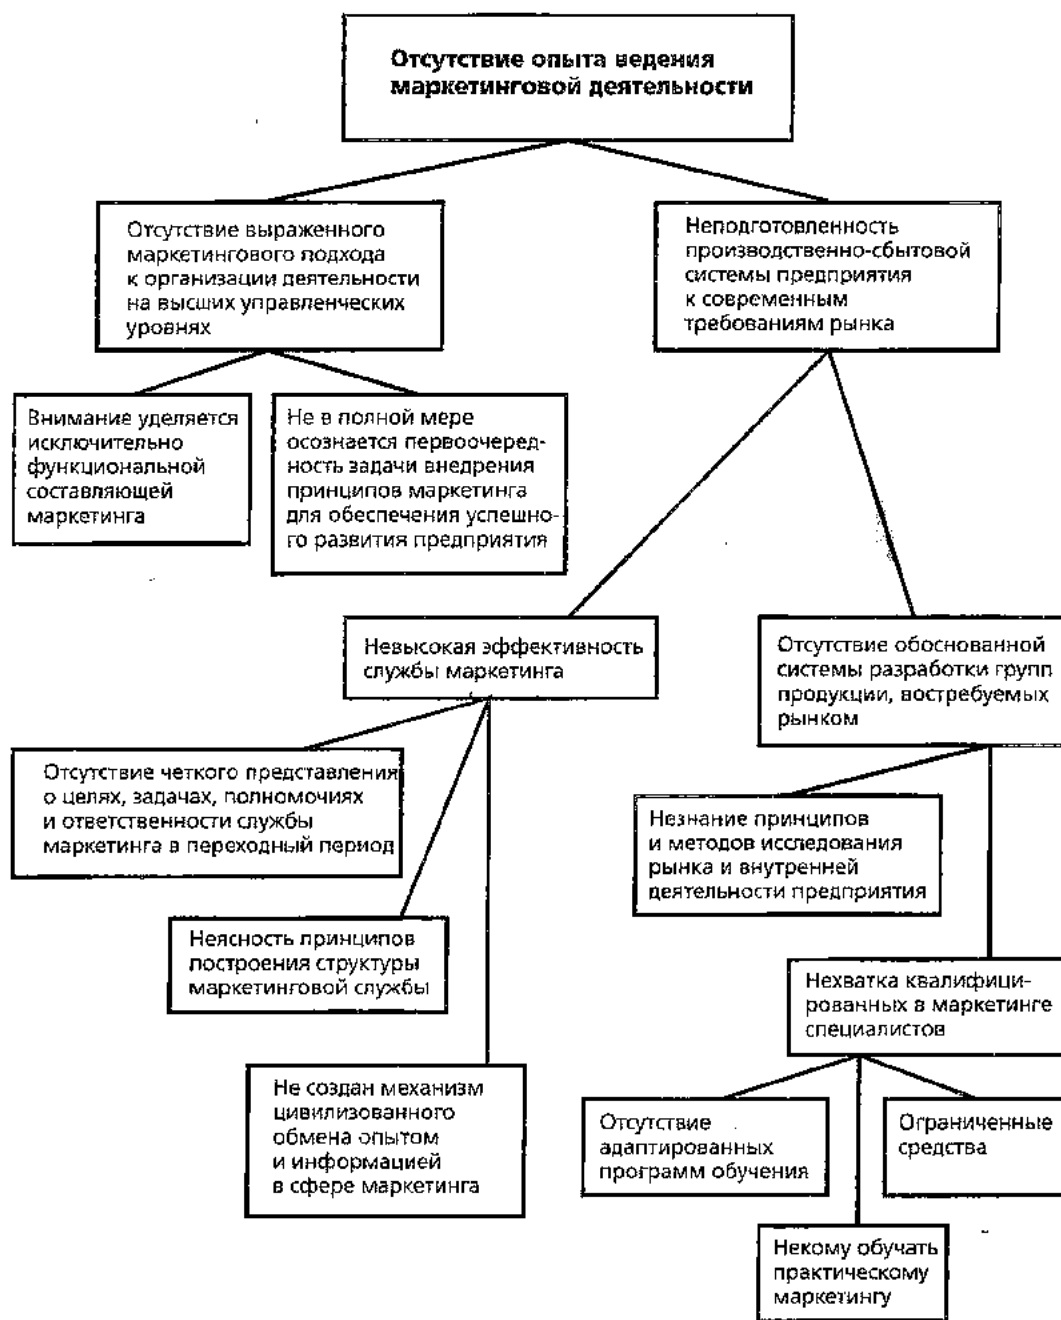 Отсутствие опыта ведения
маркетинговой деятельности
Отсутствие выраженного
маркетингового подхода
к организации деятельности
на высших управленческих
уровнях
Неподготовленность
производственно-сбытовой
системы предприятия
к современным
требованиям рынка
Внимание уделяется
исключительно
функциональной
составляющей
маркетинга
Не в полной мере
осознается первоочеред-
ность задачи внедрения
принципов маркетинга
для обеспечения успешно-
го развития предприятия
Невысокая эффективность
службы маркетинга
Отсутствие обоснованной
системы разработки групп
продукции, востребуемых
рынком
Отсутствие четкого представления
о целях, задачах, полномочиях
и ответственности службы
маркетинга в переходный период
Незнание принципов
и методов исследования
рынка и внутренней
деятельности предприятия
Неясность принципов
построения структуры
маркетинговой службы
Нехватка квалифици-
рованных в маркетинге
специалистов
Не создан механизм
цивилизованного
обмена опытом
и информацией
в сфере маркетинга
Отсутствие
адаптированных
программ обучения
Ограниченные
средства
Некому обучать
практическому
маркетингу